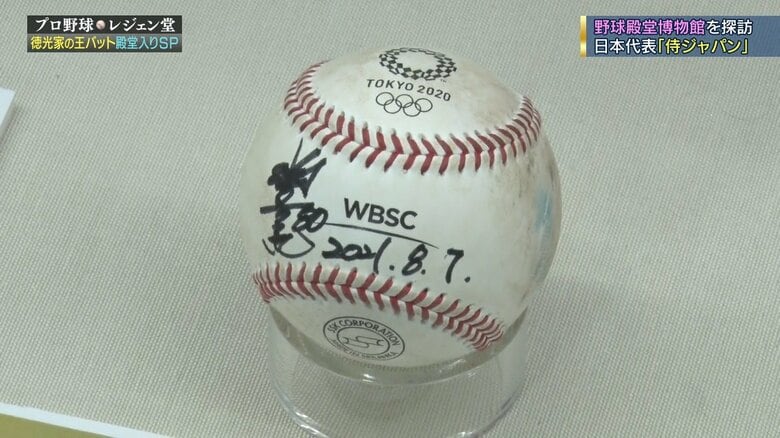 プロ野球レジェン堂
徳光家の王バット殿堂入りSP
野球殿堂博物館を探訪
日本代表「侍ジャパン」
TOKYO 2020
WBSC
80
2021.8.7.
SSK CORPORATION